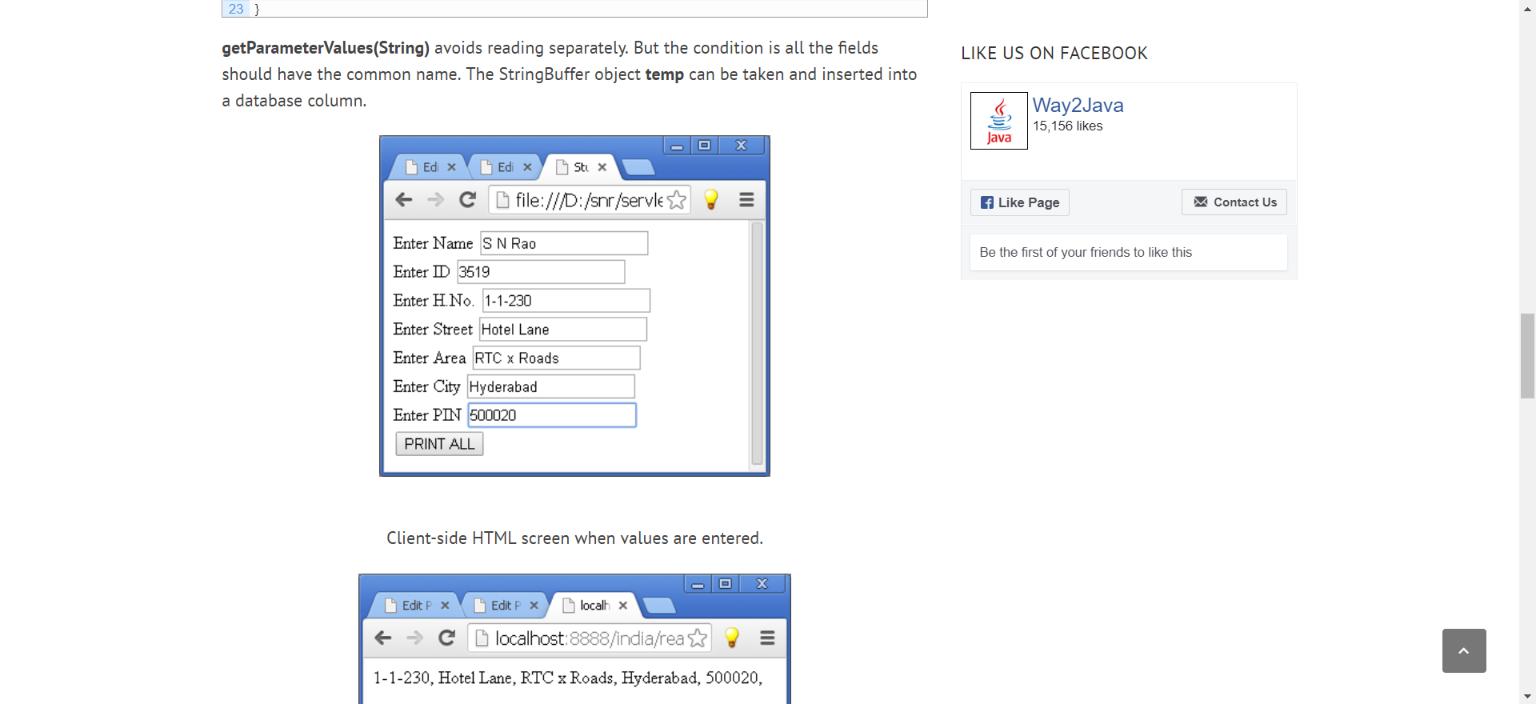 23 }
getParameterValues(String) avoids reading separately. But the condition is all the fields
should have the common name. The StringBuffer object temp can be taken and inserted into
a database column.
Edi
Edi
Stu
file:///D:/snr/servle
Enter Name S N Rao
Enter ID 3519
Enter H.No. 1-1-230
Enter Street Hotel Lane
Enter Area RTC x Roads
Enter City Hyderabad
Enter PIN 500020
PRINT ALL
Client-side HTML screen when values are entered.
Edit P
Edit P
localh
localhost:8888/india/rea
1-1-230, Hotel Lane, RTC x Roads, Hyderabad, 500020,
LIKE US ON FACEBOOK
Java
Way2Java
15,156 likes
Like Page
Contact Us
Be the first of your friends to like this